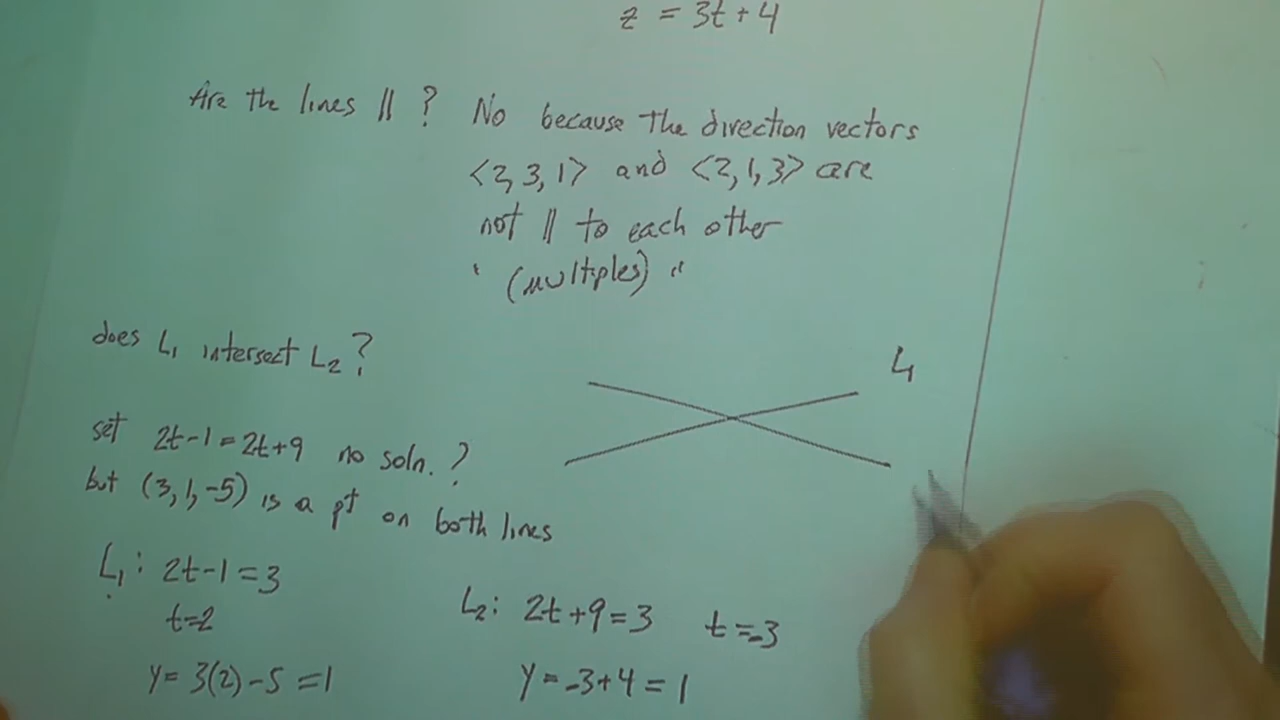 z = 3t + 4
Are the lines || ? No because the direction vectors
<2, 3, 1> and <2, 1, 3> are
not || to each other
" (multiples) "
does L1 intersect L2 ?
L1
set 2t-1 = 2t+9 no soln. ?
but (3, 1, -5) is a pt on both lines
L1: 2t-1 = 3
t=2
y= 3(2) -5 = 1
L2: 2t+9 = 3 t = -3
y = -3+4 = 1